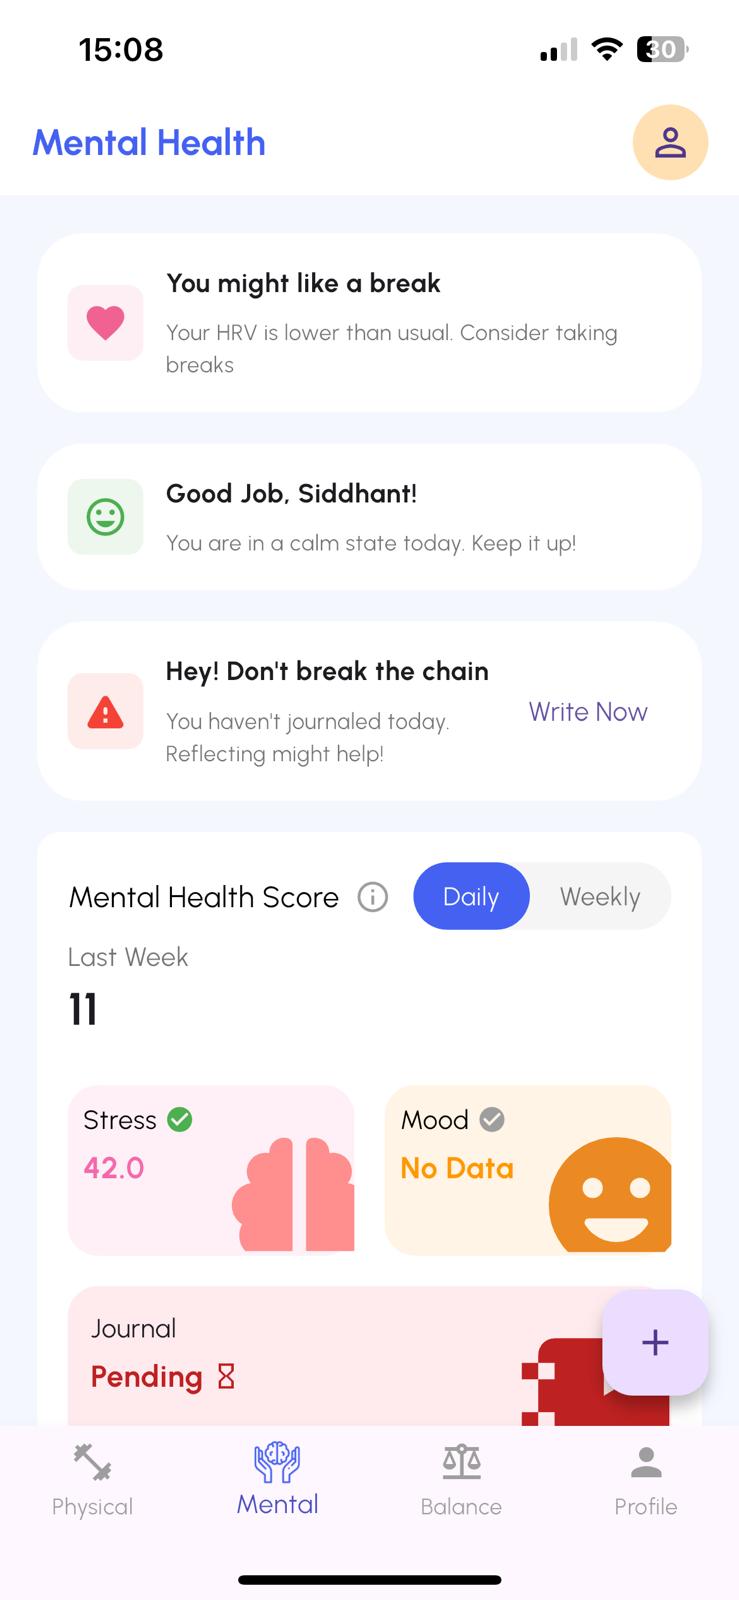 15:08
30
Mental Health
You might like a break
Your HRV is lower than usual. Consider taking
breaks
Good Job, Siddhant!
You are in a calm state today. Keep it up!
Hey! Don't break the chain
You haven't journaled today.
Reflecting might help!
Write Now
Mental Health Score
Daily
Weekly
Last Week
11
Stress
42.0
Mood
No Data
Journal
Pending
Physical
Mental
Balance
Profile